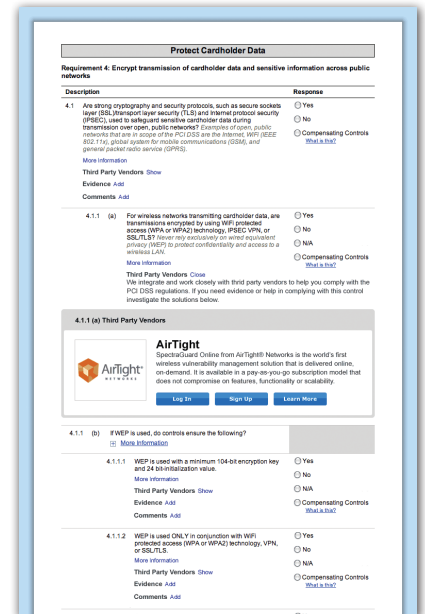 Protect Cardholder Data
Requirement 4: Encrypt transmission of cardholder data and sensitive information across public
networks
Description Response
4.1 Are strong cryptography and security protocols, such as secure sockets
layer (SSL)/transport layer security (TLS) and Internet protocol security
(IPSEC), used to safeguard sensitive cardholder data during
transmission over open, public networks? Examples of open, public
networks that are in scope of the PCI DSS are the Internet, WiFi (IEEE
802.11x), global system for mobile communications (GSM), and
general packet radio service (GPRS).
More Information
Third Party Vendors Show
Evidence Add
Comments Add
Yes
No
Compensating Controls
What is this?
4.1.1 (a) For wireless networks transmitting cardholder data, are
transmissions encrypted by using WiFi protected
access (WPA or WPA2) technology, IPSEC VPN, or
SSL/TLS? Never rely exclusively on wired equivalent
privacy (WEP) to protect confidentiality and access to a
wireless LAN.
More Information
Third Party Vendors Close
We integrate and work closely with thrid party vendors to help you comply with the
PCI DSS regulations. If you need evidence or help in complying with this control
investigate the solutions below.
Yes
No
N/A
Compensating Controls
What is this?
4.1.1 (a) Third Party Vendors
AirTight®
NETWORKS
AirTight
SpectraGuard Online from AirTight® Networks is the world's first
wireless vulnerability management solution that is delivered online,
on-demand. It is available in a pay-as-you-go subscription model that
does not compromise on features, functionality or scalability.
Log In Sign Up Learn More
4.1.1 (b) If WEP is used, do controls ensure the following?
More Information
4.1.1.1 WEP is used with a minimum 104-bit encryption key
and 24 bit-initialization value.
More Information
Third Party Vendors Show
Evidence Add
Comments Add
Yes
No
N/A
Compensating Controls
What is this?
4.1.1.2 WEP is used ONLY in conjunction with WiFi
protected access (WPA or WPA2) technology, VPN,
or SSL/TLS.
More Information
Third Party Vendors Show
Evidence Add
Comments Add
Yes
No
N/A
Compensating Controls
What is this?